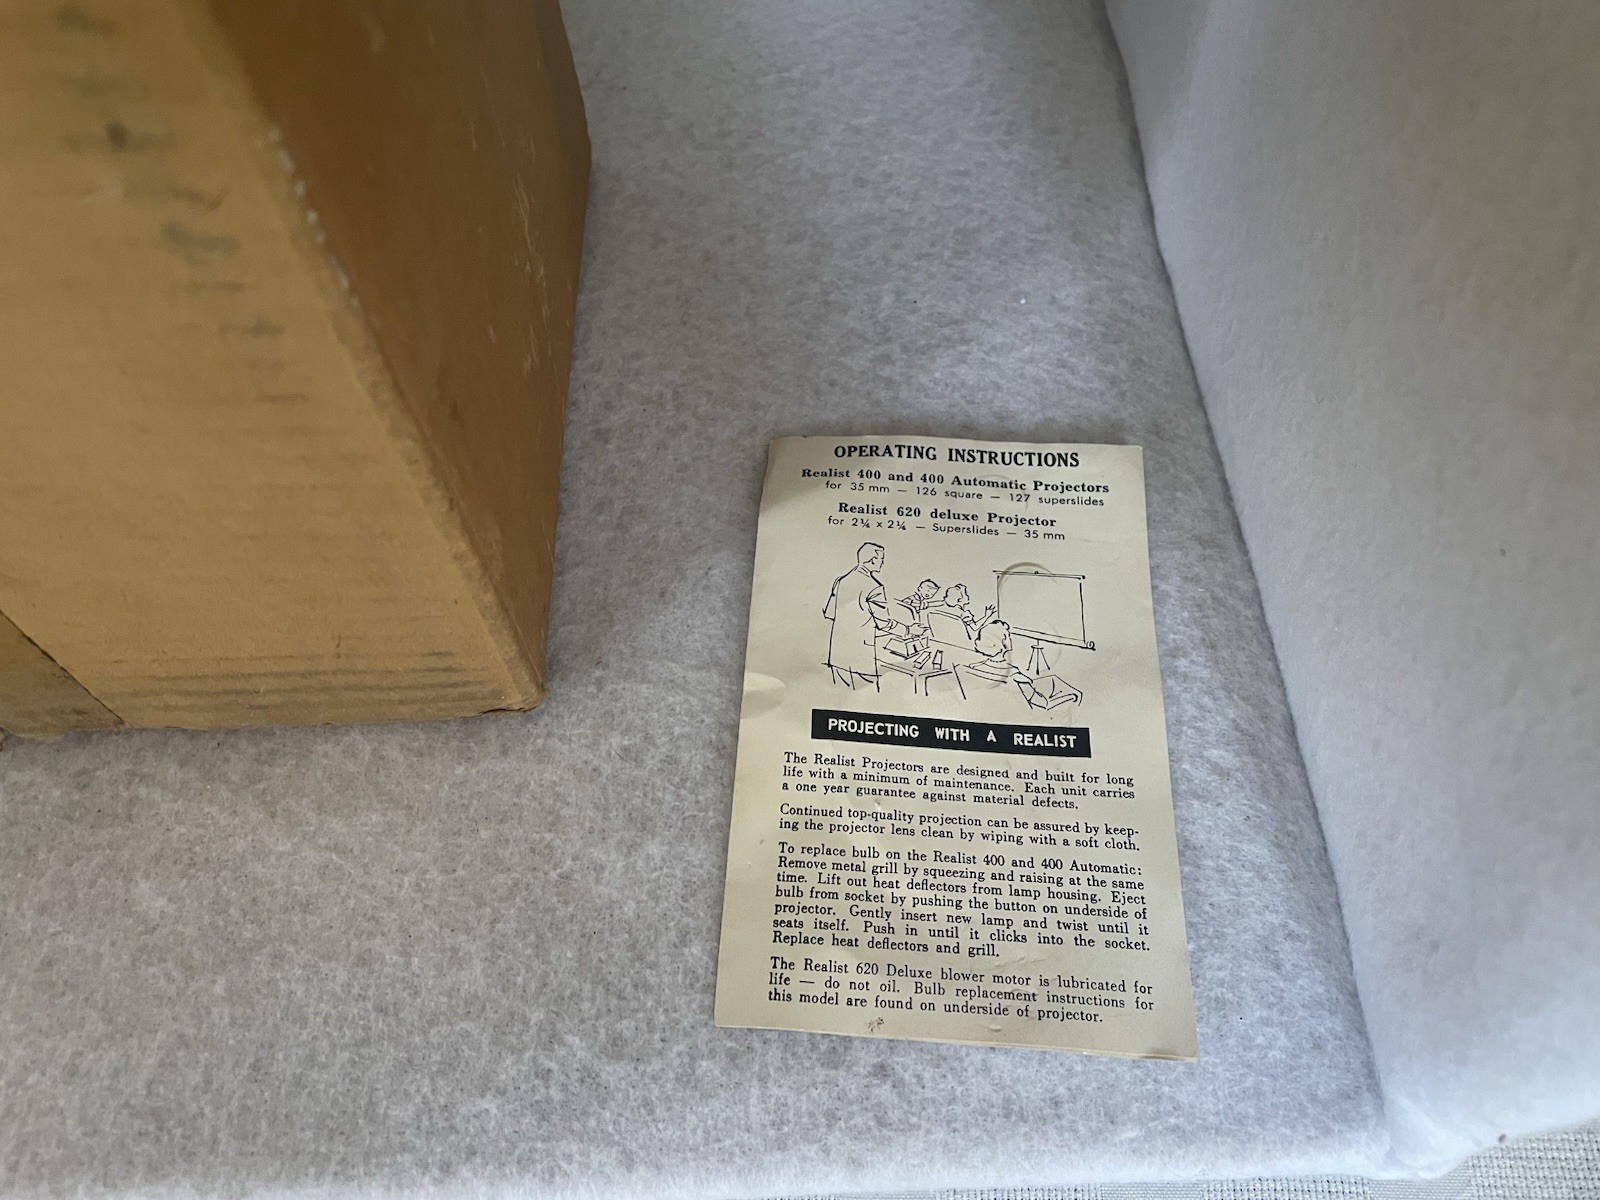 OPERATING INSTRUCTIONS
Realist 400 and 400 Automatic Projectors
for 35 mm — 126 square — 127 superslides
Realist 620 deluxe Projector
for 2¼ x 2¼ — Superslides — 35 mm
PROJECTING WITH A REALIST
The Realist Projectors are designed and built for long
life with a minimum of maintenance. Each unit carries
a one year guarantee against material defects.
Continued top-quality projection can be assured by keep-
ing the projector lens clean by wiping with a soft cloth.
To replace bulb on the Realist 400 and 400 Automatic:
Remove metal grill by squeezing and raising at the same
time. Lift out heat deflectors from lamp housing. Eject
bulb from socket by pushing the button on underside of
projector. Gently insert new lamp and twist until it
seats itself. Push in until it clicks into the socket.
Replace heat deflectors and grill.
The Realist 620 Deluxe blower motor is lubricated for
life — do not oil. Bulb replacement instructions for
this model are found on underside of projector.